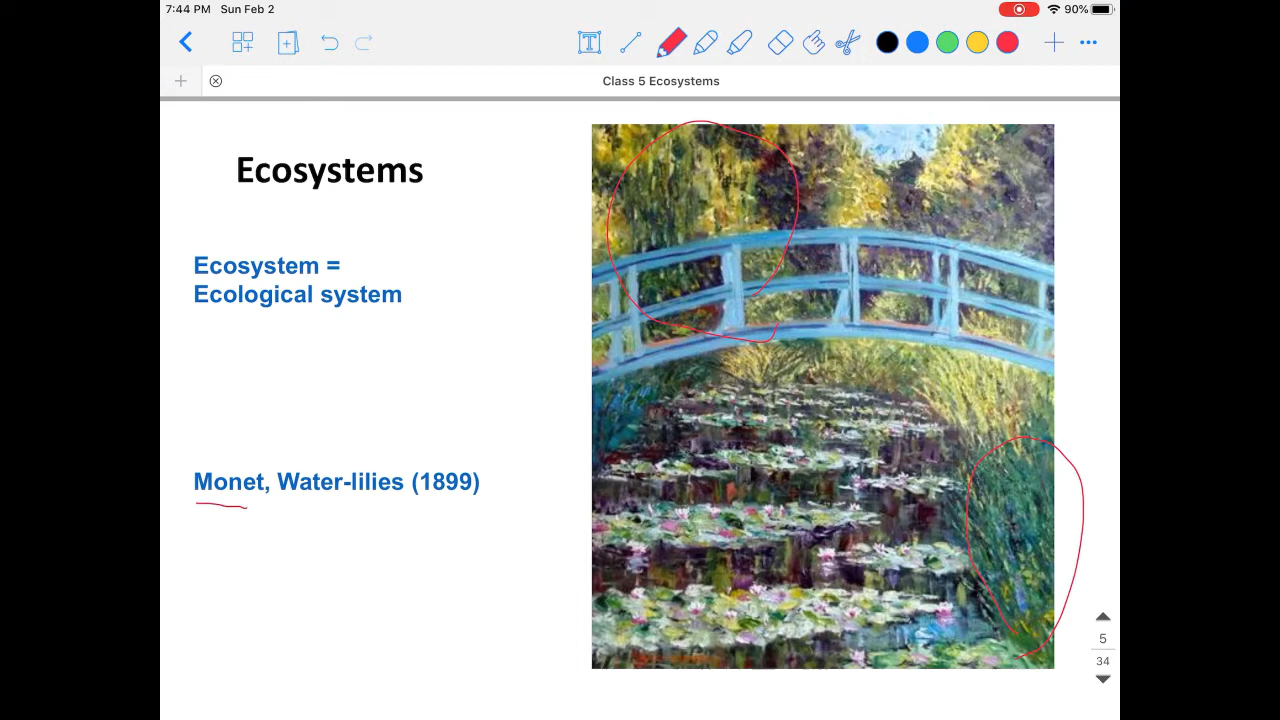 7:44 PM Sun Feb 2
90%
T
Class 5 Ecosystems
Ecosystems
Ecosystem =
Ecological system
Monet, Water-lilies (1899)
5
34